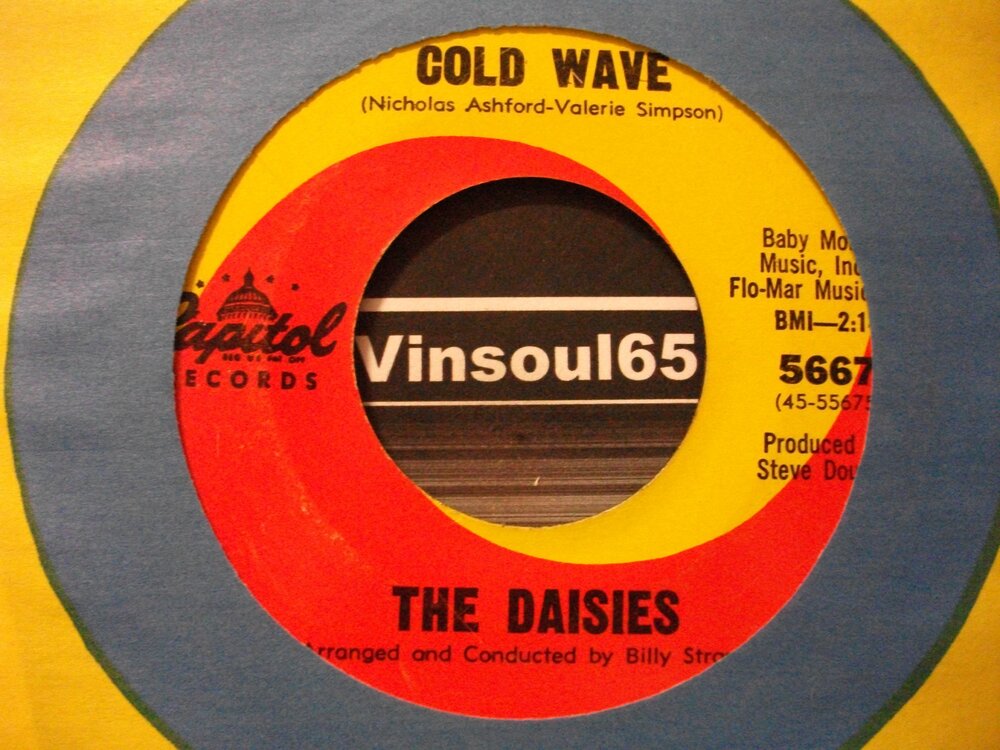 COLD WAVE
(Nicholas Ashford-Valerie Simpson)
Baby Mo
Music, Inc
Flo-Mar Music
BMI—2:1
5667
(45-55675
Produced
Steve Dou
Capitol
RECORDS
Vinsoul65
THE DAISIES
Arranged and Conducted by Billy Stra